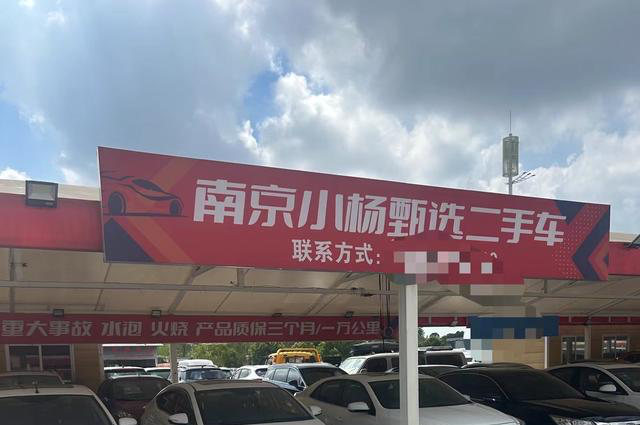 南京小杨甄选二手车
联系方式：
重大事故 水泡 火烧 产品质保三个月/一万公里